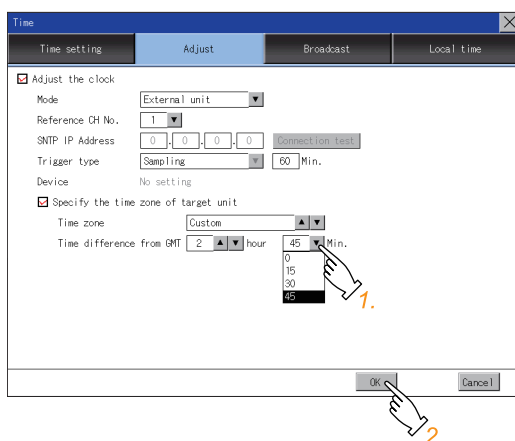 Time
Time setting Adjust Broadcast Local time
Adjust the clock
Mode External unit
Reference CH No. 1
SNTP IP Address 0 . 0 . 0 . 0 Connection test
Trigger type Sampling 60 Min.
Device No setting
Specify the time zone of target unit
Time zone Custom
Time difference from GMT 2 hour 45 Min.
0
15
30
45
1.
OK Cancel
2.